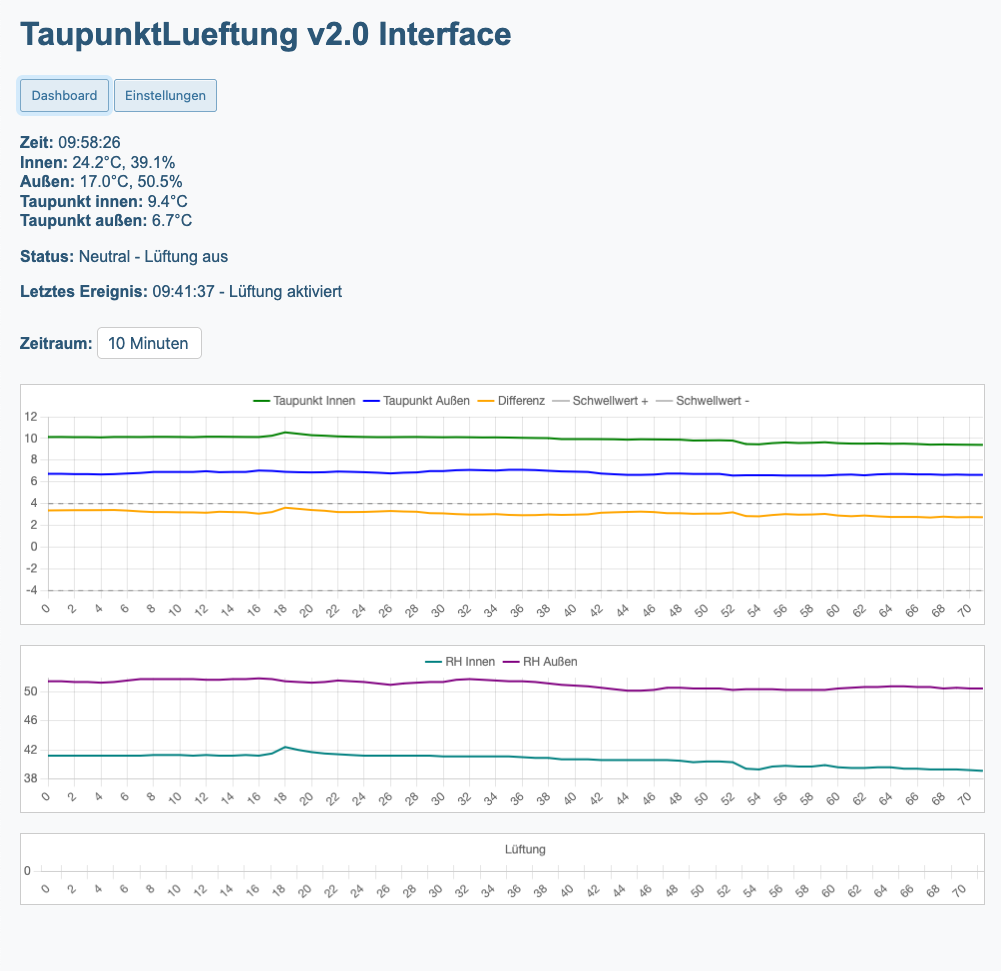 TaupunktLueftung v2.0 Interface
Dashboard Einstellungen
Zeit: 09:58:26
Innen: 24.2°C, 39.1%
Außen: 17.0°C, 50.5%
Taupunkt innen: 9.4°C
Taupunkt außen: 6.7°C
Status: Neutral - Lüftung aus
Letztes Ereignis: 09:41:37 - Lüftung aktiviert
Zeitraum: 10 Minuten
Taupunkt Innen Taupunkt Außen Differenz Schwellwert + Schwellwert -
12
10
8
6
4
2
0
-2
-4
0 2 4 6 8 10 12 14 16 18 20 22 24 26 28 30 32 34 36 38 40 42 44 46 48 50 52 54 56 58 60 62 64 66 68 70
RH Innen RH Außen
50
46
42
38
0 2 4 6 8 10 12 14 16 18 20 22 24 26 28 30 32 34 36 38 40 42 44 46 48 50 52 54 56 58 60 62 64 66 68 70
Lüftung
0
0 2 4 6 8 10 12 14 16 18 20 22 24 26 28 30 32 34 36 38 40 42 44 46 48 50 52 54 56 58 60 62 64 66 68 70